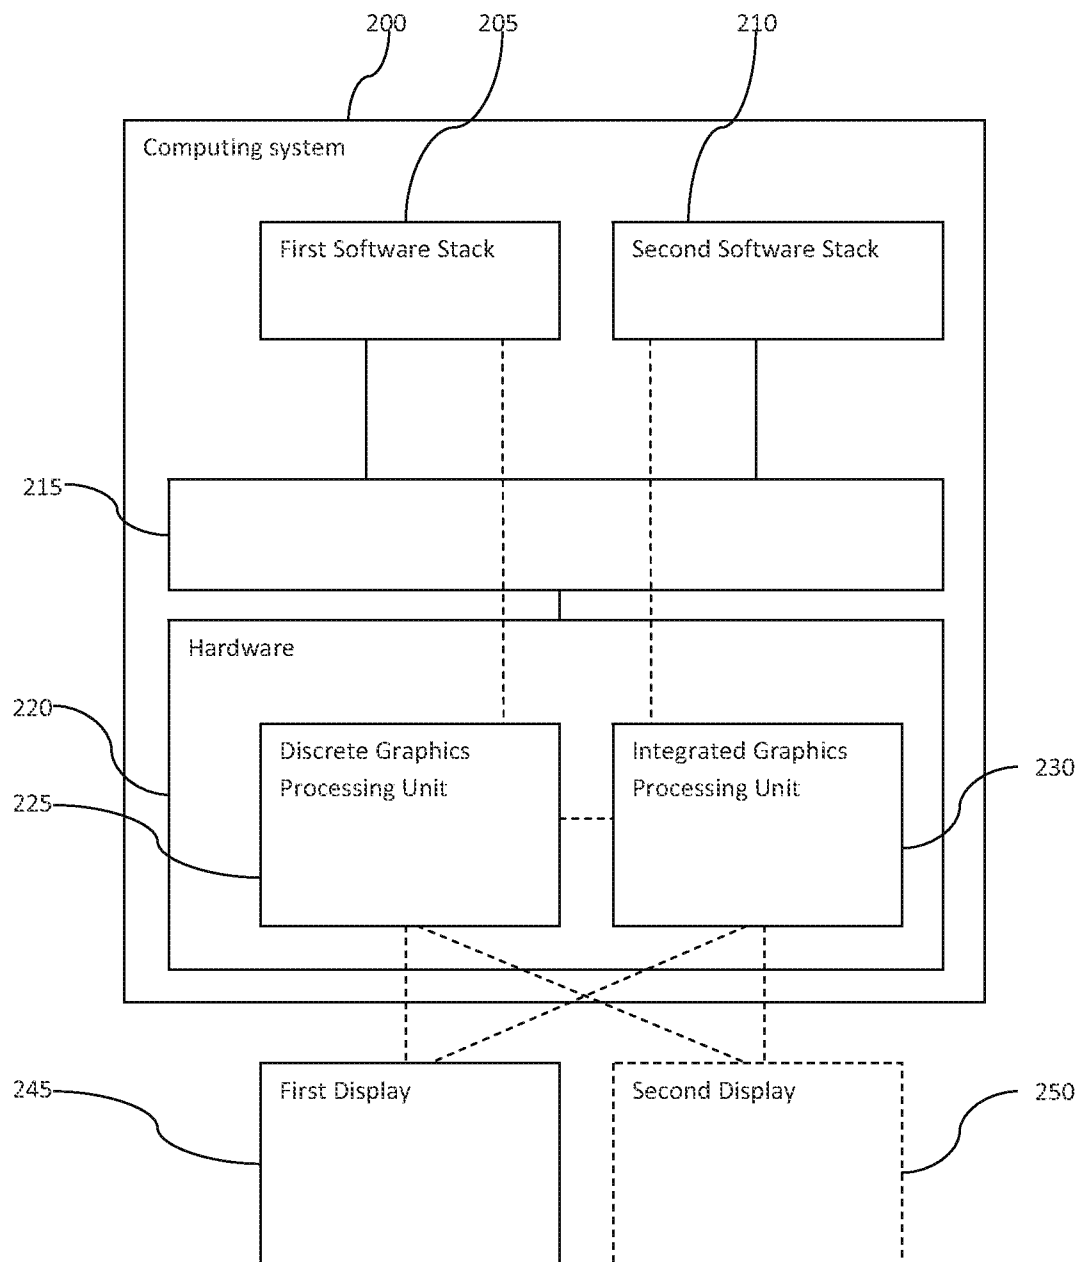 200 205 210
Computing system
First Software Stack Second Software Stack
215
Hardware
220
Discrete Graphics Integrated Graphics
230
Processing Unit Processing Unit
225
245 First Display Second Display 250